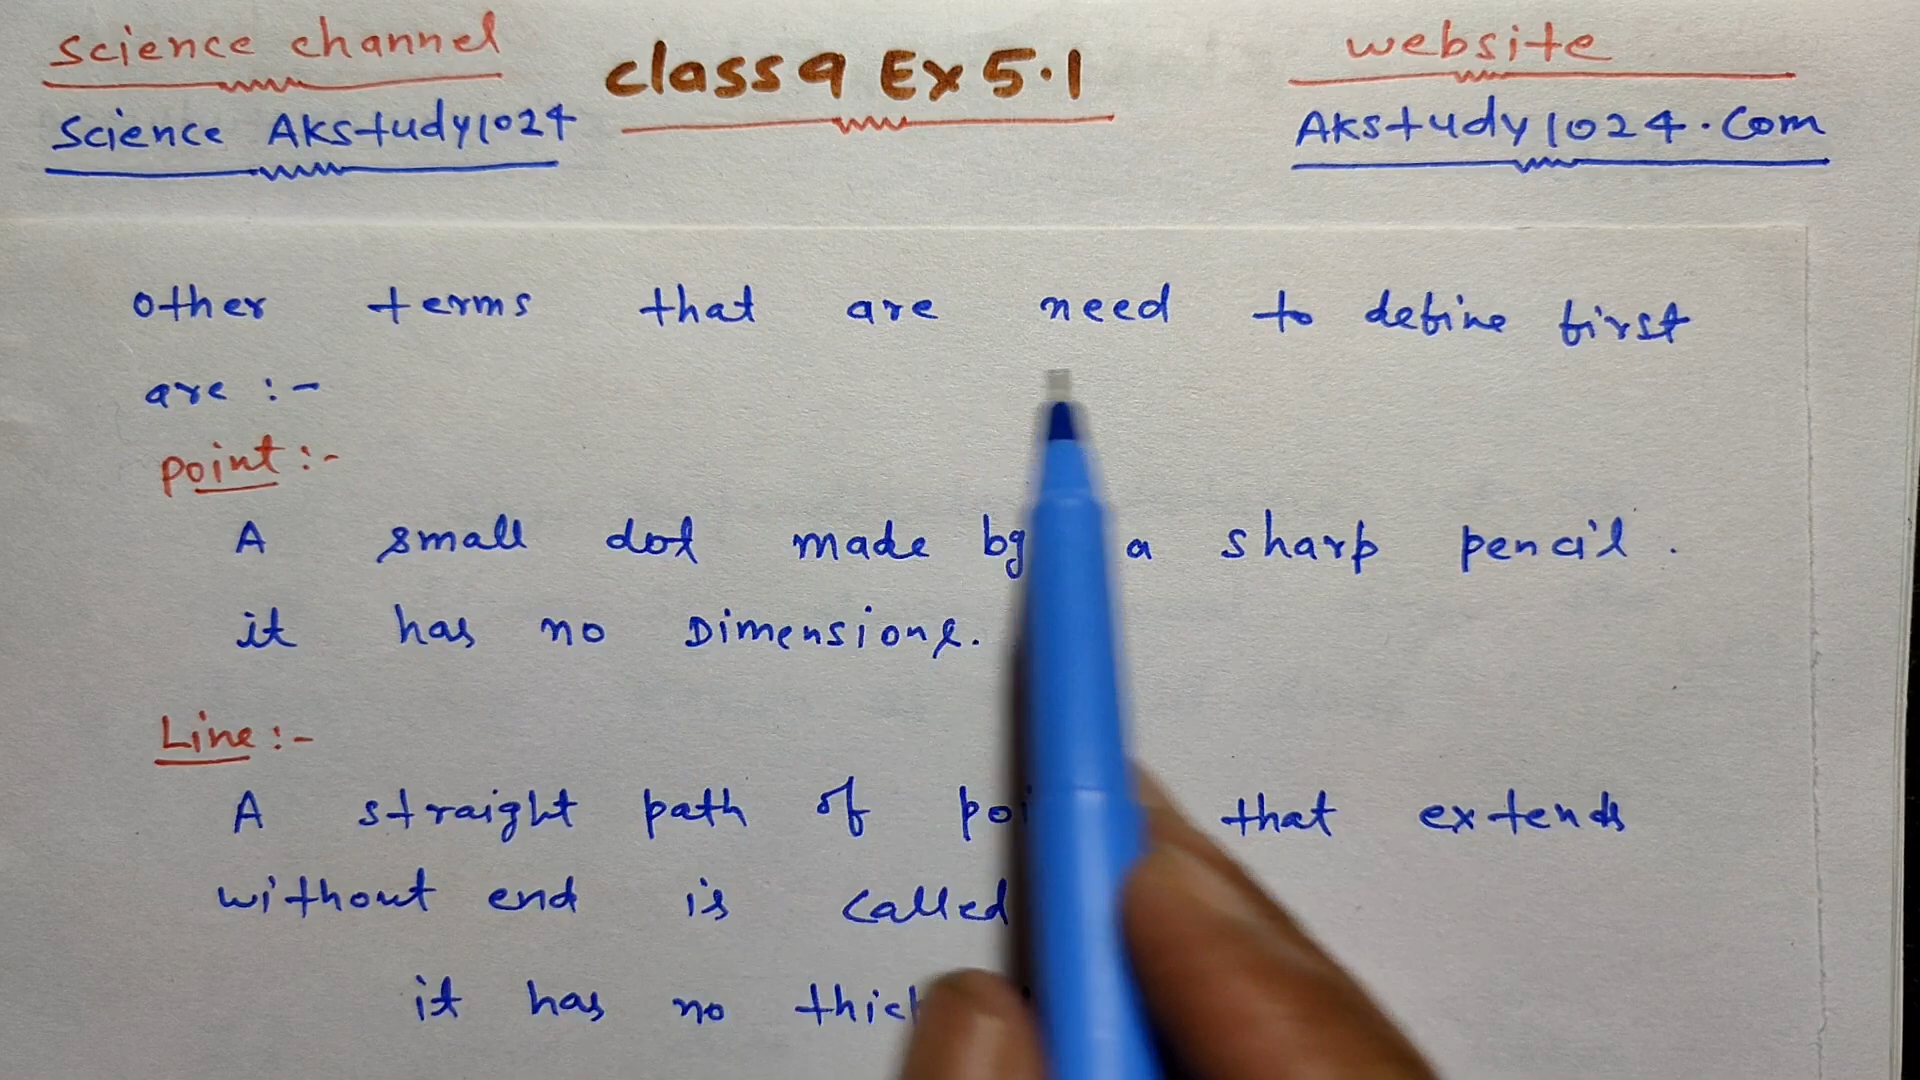 Science channel
Science AKStudy1024
class 9 Ex 5.1
website
AKStudy1024.Com
other terms that are need to define first
are :-
point :-
A small dot made by a sharp pencil.
it has no Dimensions.
Line :-
A straight path of that extends
without end is called
it has no